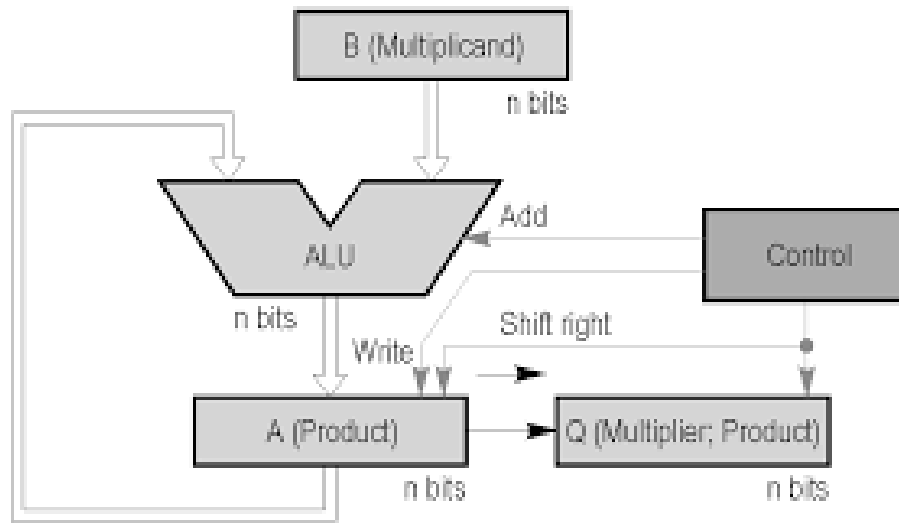 B (Multiplicand)
n bits
Add
ALU
Control
n bits
Shift right
Write
A (Product)
Q (Multiplier; Product)
n bits
n bits